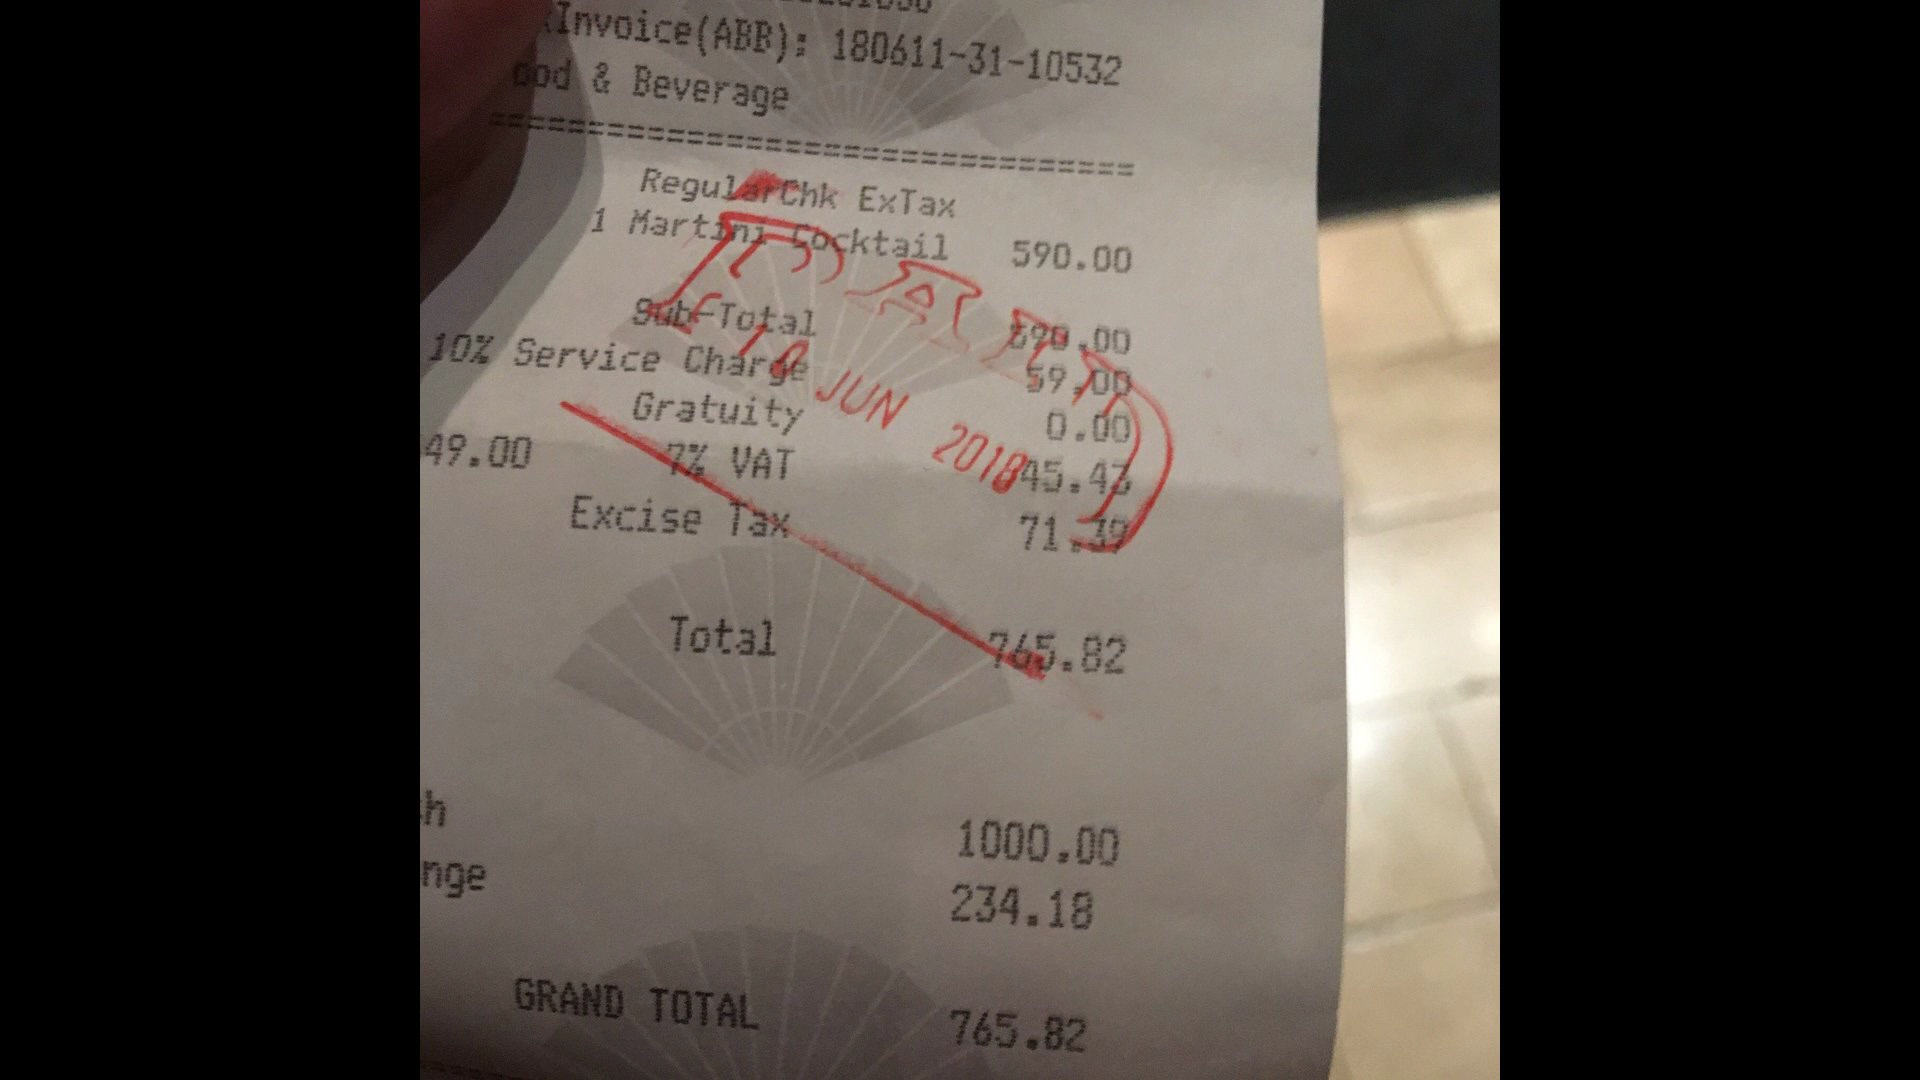 Invoice(ABB): 180611-31-10532
ood & Beverage
==================================
RegularChk ExTax
1 Martini Cocktail 590.00
Sub-Total 590.00
10% Service Charge 59.00
Gratuity 0.00
49.00 7% VAT 45.43
Excise Tax 71.39
PAID
10 JUN 2018
Total 765.82
h 1000.00
nge 234.18
GRAND TOTAL 765.82